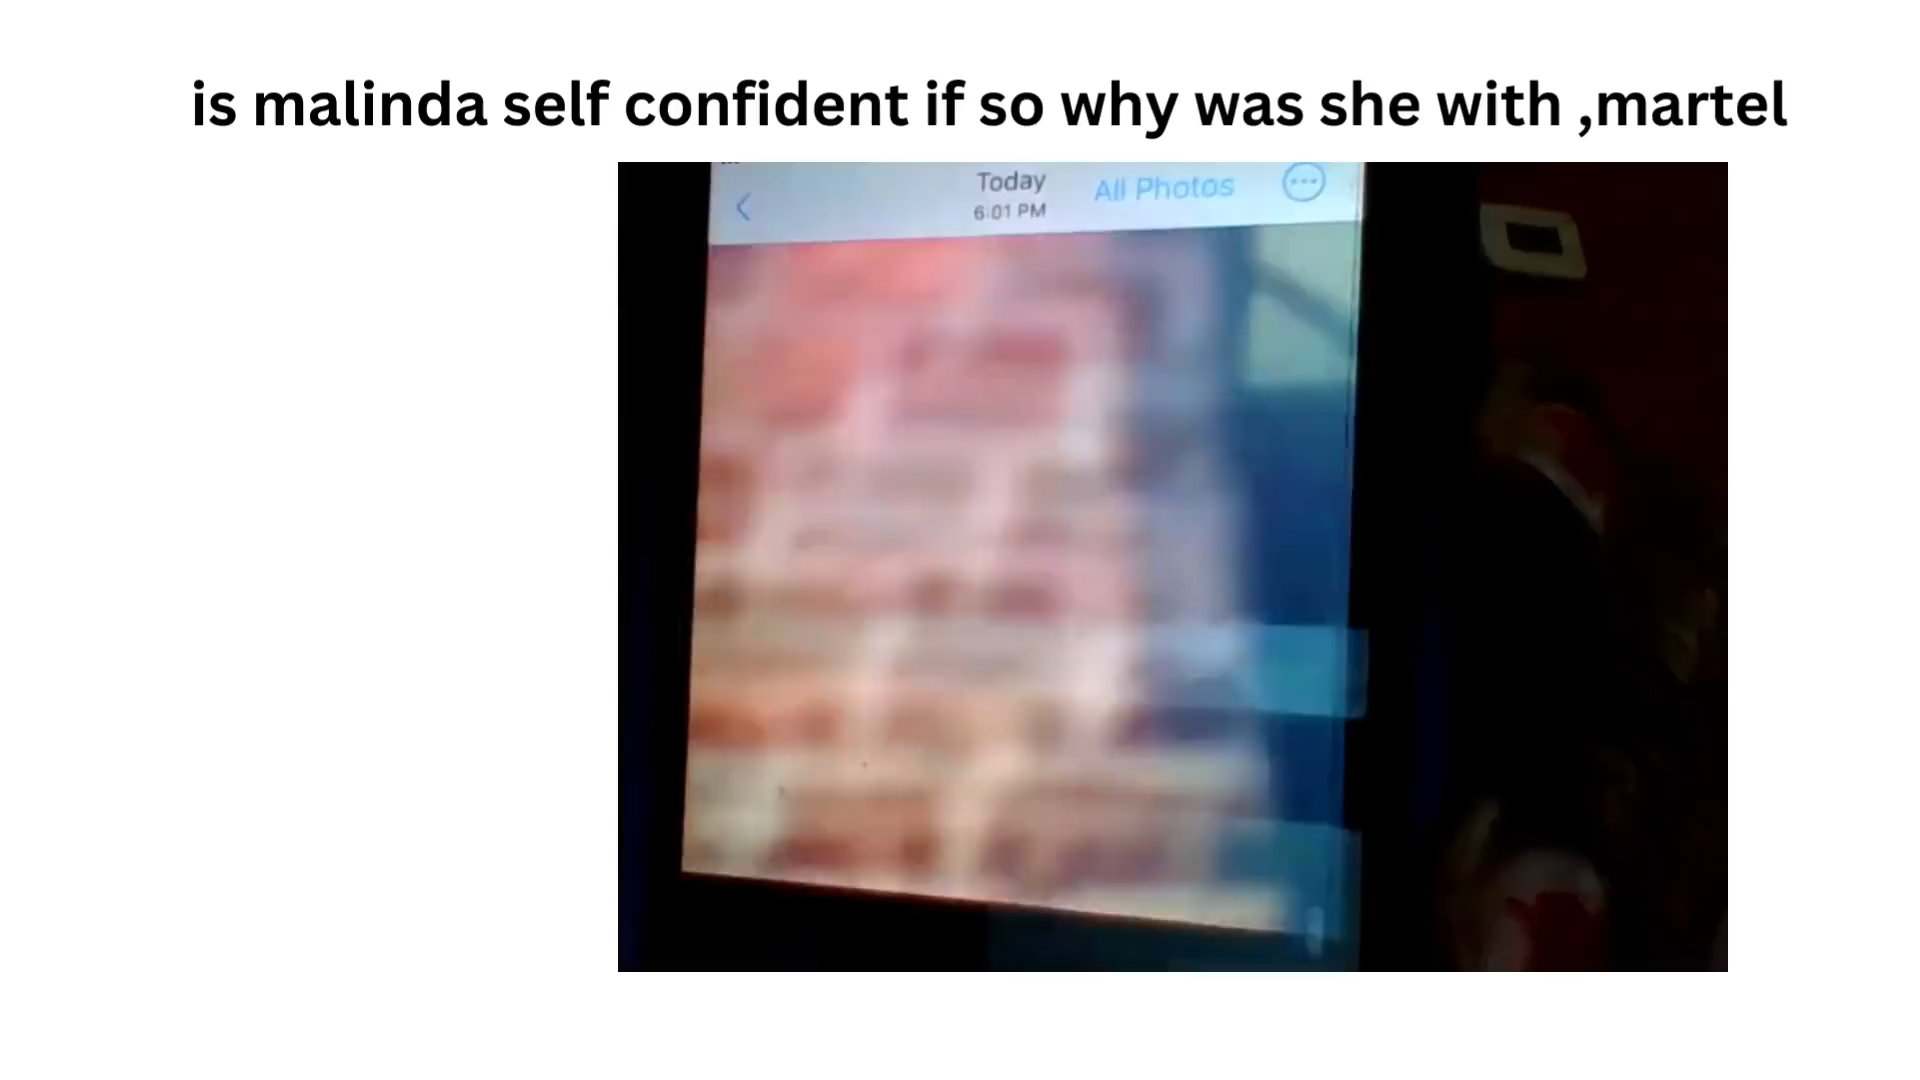 is malinda self confident if so why was she with ,martel
Today
All Photos
6:01 PM